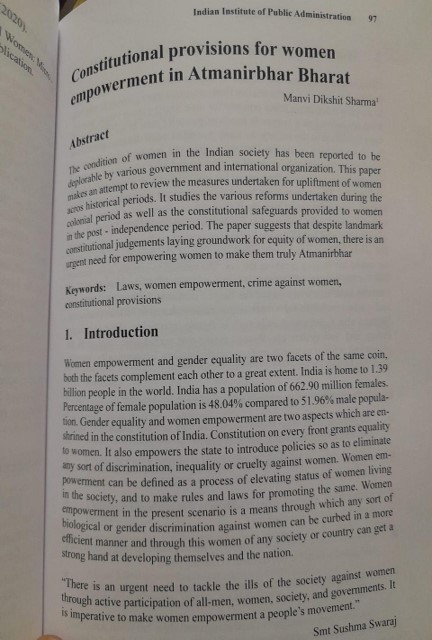 2020).
Women:
blication.
Indian Institute of Public Administration 97
Constitutional provisions for women
empowerment in Atmanirbhar Bharat
Manvi Dikshit Sharma¹
Abstract
The condition of women in the Indian society has been reported to be
deplorable by various government and international organization. This paper
makes an attempt to review the measures undertaken for upliftment of women
acros historical periods. It studies the various reforms undertaken during the
colonial period as well as the constitutional safeguards provided to women
in the post - independence period. The paper suggests that despite landmark
constitutional judgements laying groundwork for equity of women, there is an
urgent need for empowering women to make them truly Atmanirbhar
Keywords: Laws, women empowerment, crime against women,
constitutional provisions
I. Introduction
Women empowerment and gender equality are two facets of the same coin,
both the facets complement each other to a great extent. India is home to 1.39
billion people in the world. India has a population of 662.90 million females.
Percentage of female population is 48.04% compared to 51.96% male popula-
tion. Gender equality and women empowerment are two aspects which are en-
shrined in the constitution of India. Constitution on every front grants equality
to women. It also empowers the state to introduce policies so as to eliminate
any sort of discrimination, inequality or cruelty against women. Women em-
powerment can be defined as a process of elevating status of women living
in the society, and to make rules and laws for promoting the same. Women
empowerment in the present scenario is a means through which any sort of
biological or gender discrimination against women can be curbed in a more
efficient manner and through this women of any society or country can get a
strong hand at developing themselves and the nation.
"There is an urgent need to tackle the ills of the society against women
through active participation of all-men, women, society, and governments. It
is imperative to make women empowerment a people's movement."
Smt Sushma Swaraj